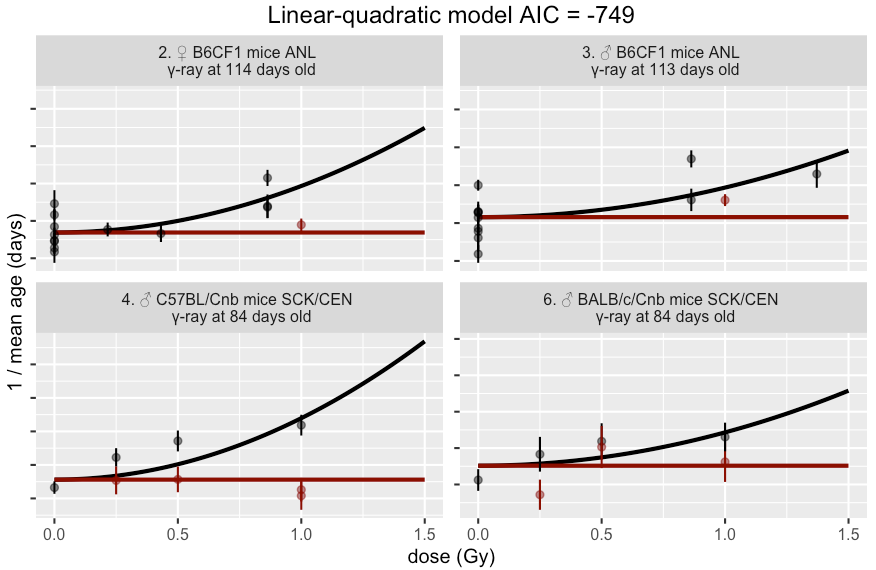 Linear-quadratic model AIC = -749
2. ♀ B6CF1 mice ANL
γ-ray at 114 days old
3. ♂ B6CF1 mice ANL
γ-ray at 113 days old
4. ♂ C57BL/Cnb mice SCK/CEN
γ-ray at 84 days old
6. ♂ BALB/c/Cnb mice SCK/CEN
γ-ray at 84 days old
1 / mean age (days)
0.0 0.5 1.0 1.5
0.0 0.5 1.0 1.5
dose (Gy)